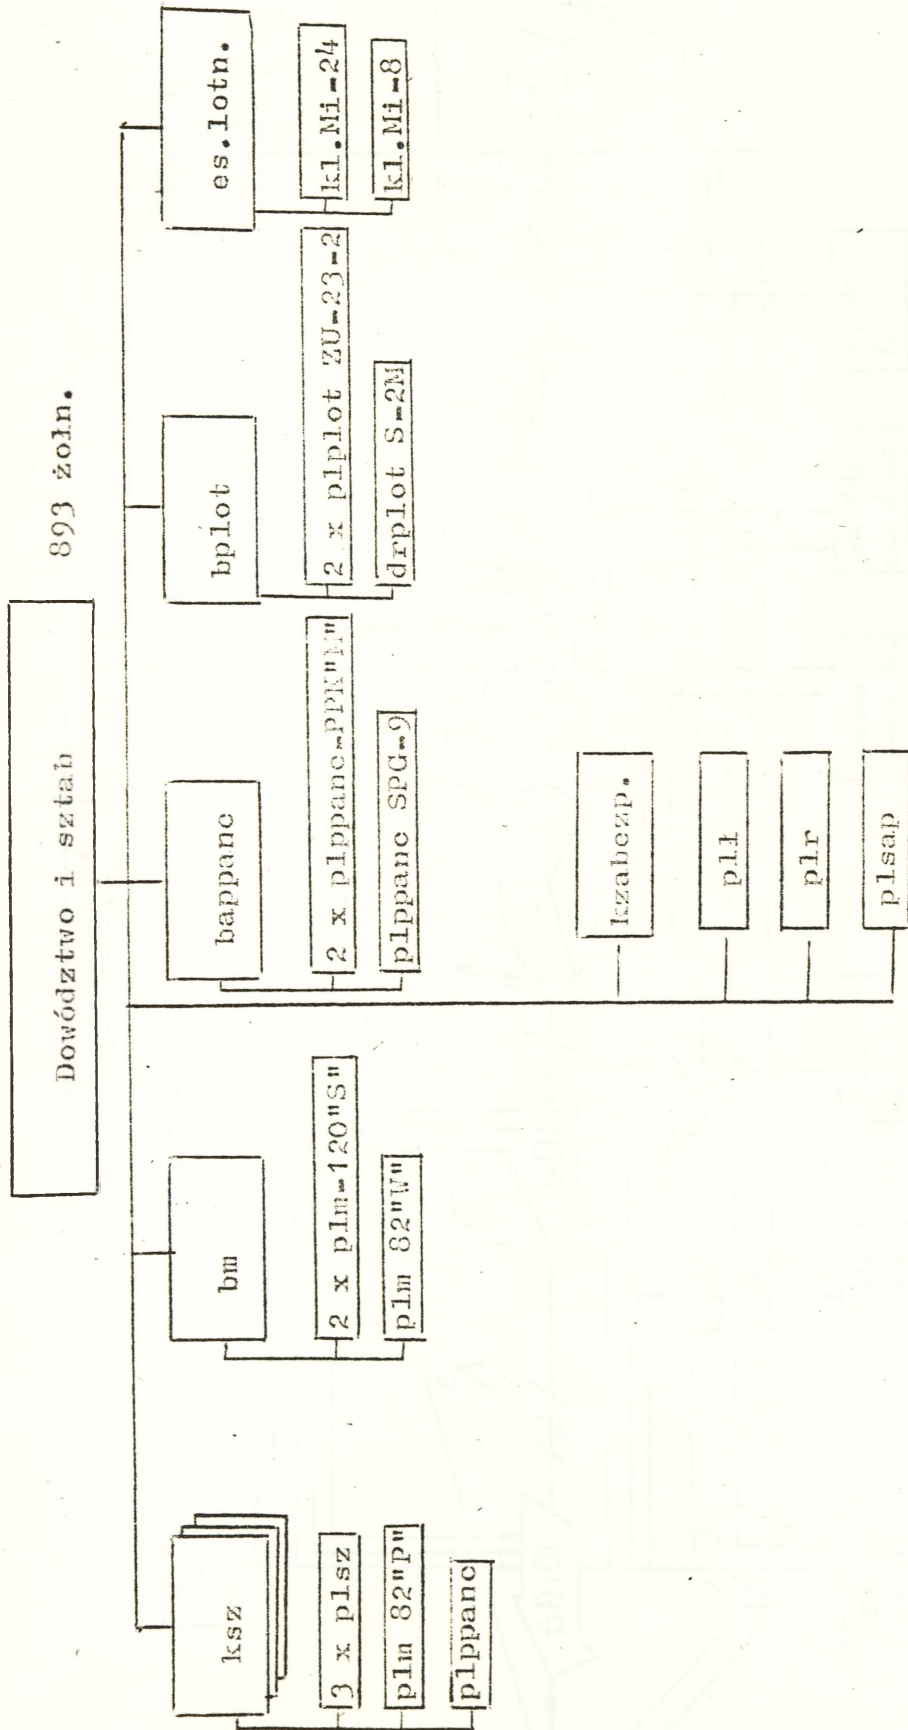 Dowództwo i sztab
893 żołn.
ksz
3 x plsz
plm 82"P"
plppanc
bm
2 x plm-120"S"
plm 82"W"
bappanc
2 x plppanc-PPK"M"
plppanc SPG-9
bplot
2 x plplot ZU-23-2
drplot S-2M
es.lotn.
kl.Mi-24
kl.Mi-8
kzabezp.
plł
plr
plsap